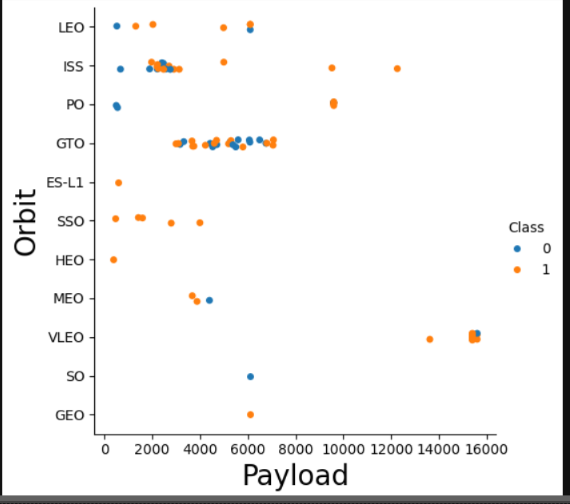 LEO
ISS
PO
GTO
ES-L1
SSO
HEO
MEO
VLEO
SO
GEO
Orbit
0 2000 4000 6000 8000 10000 12000 14000 16000
Payload
Class
0
1